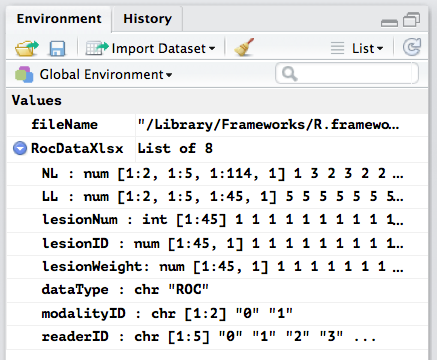 Environment History
Import Dataset List
Global Environment
Values
fileName "/Library/Frameworks/R.framewo...
RocDataXlsx List of 8
NL : num [1:2, 1:5, 1:114, 1] 1 3 2 3 2 2 ...
LL : num [1:2, 1:5, 1:45, 1] 5 5 5 5 5 5 5...
lesionNum : int [1:45] 1 1 1 1 1 1 1 1 1 1...
lesionID : num [1:45, 1] 1 1 1 1 1 1 1 1 1...
lesionWeight: num [1:45, 1] 1 1 1 1 1 1 1 ...
dataType : chr "ROC"
modalityID : chr [1:2] "0" "1"
readerID : chr [1:5] "0" "1" "2" "3" ...